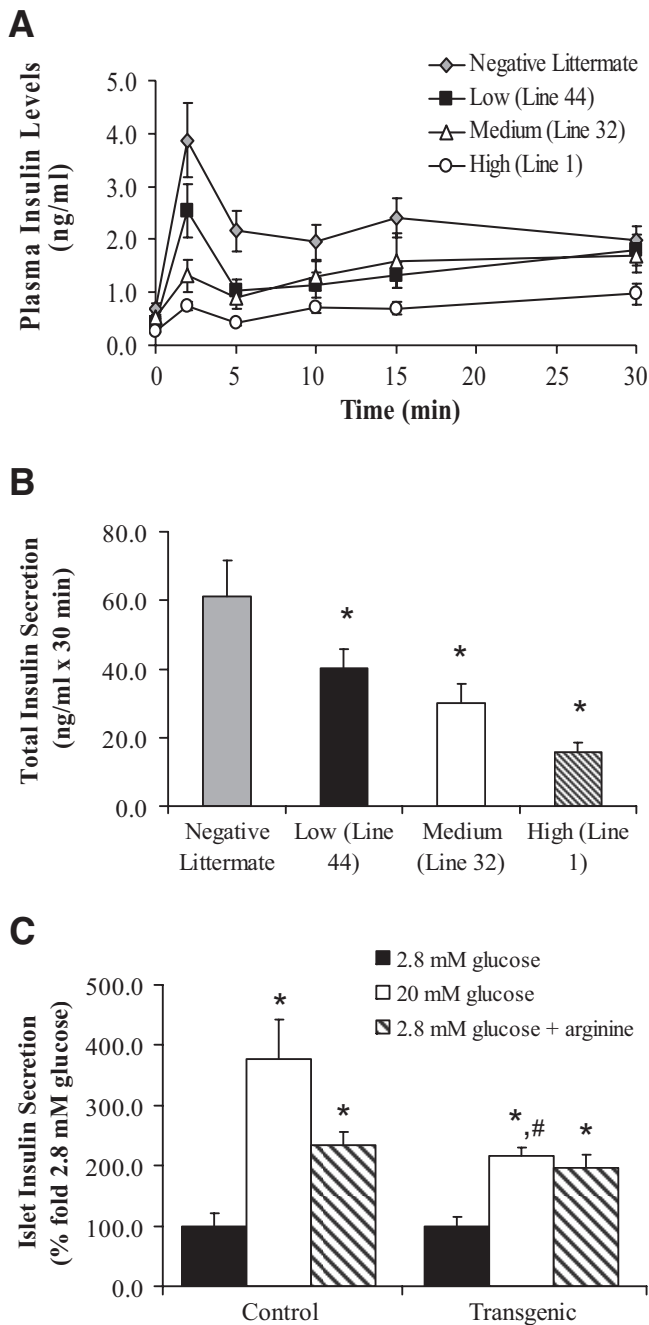 A
Plasma Insulin Levels
(ng/ml)
5.0
4.0
3.0
2.0
1.0
0.0
Negative Littermate
Low (Line 44)
Medium (Line 32)
High (Line 1)
0 5 10 15 20 25 30
Time (min)
B
Total Insulin Secretion
(ng/ml x 30 min)
80.0
60.0
40.0
20.0
0.0
*
*
*
Negative Littermate
Low (Line 44)
Medium (Line 32)
High (Line 1)
C
Islet Insulin Secretion
(% fold 2.8 mM glucose)
500.0
400.0
300.0
200.0
100.0
0.0
2.8 mM glucose
20 mM glucose
2.8 mM glucose + arginine
*
*
*,#
*
Control Transgenic